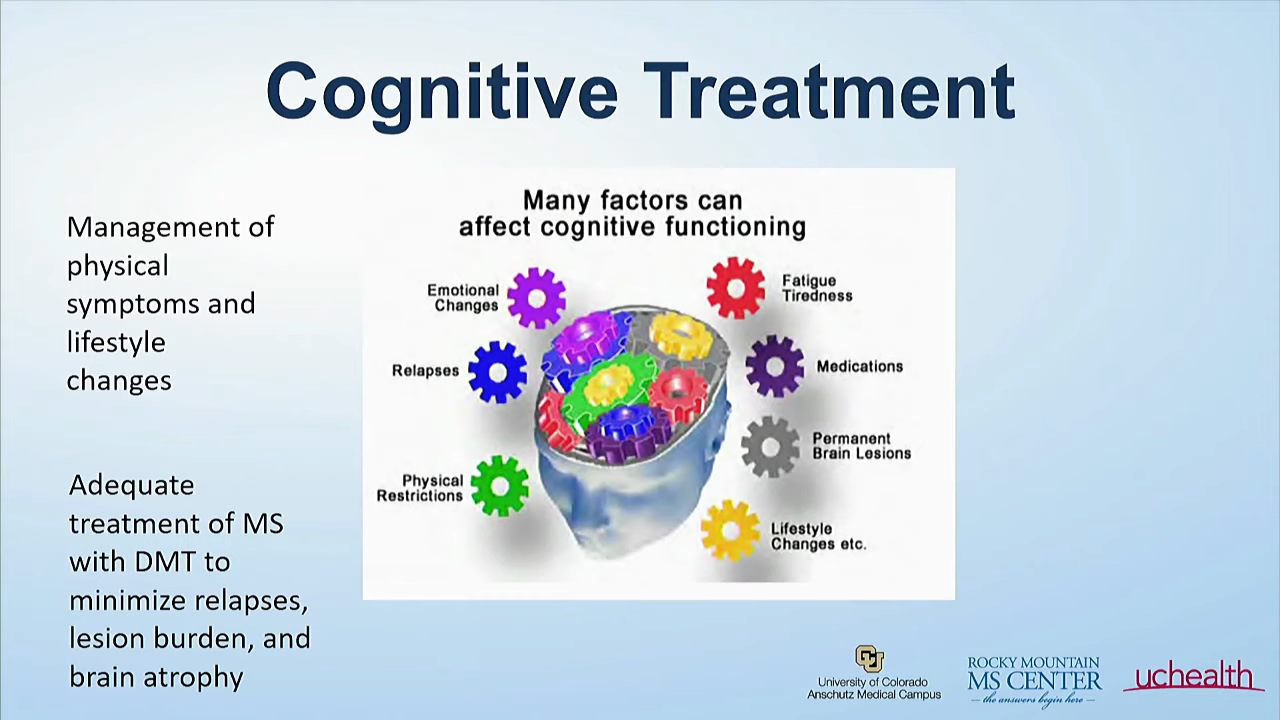 Cognitive Treatment
Management of
physical
symptoms and
lifestyle
changes
Adequate
treatment of MS
with DMT to
minimize relapses,
lesion burden, and
brain atrophy
Many factors can
affect cognitive functioning
Emotional
Changes
Relapses
Physical
Restrictions
Fatigue
Tiredness
Medications
Permanent
Brain Lesions
Lifestyle
Changes etc.
CU
University of Colorado
Anschutz Medical Campus
ROCKY MOUNTAIN
MS CENTER
the answers begin here
uchealth